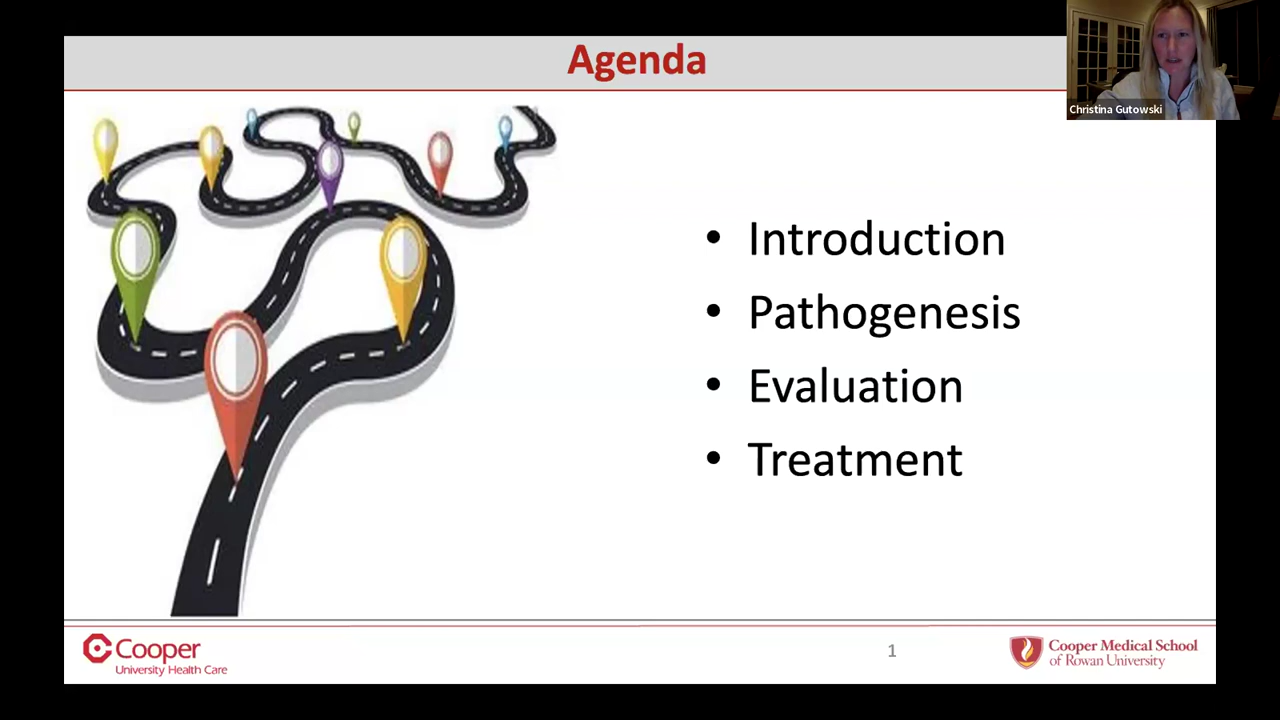 Agenda
Christina Gutowski
• Introduction
• Pathogenesis
• Evaluation
• Treatment
Cooper
University Health Care
1
Cooper Medical School
of Rowan University